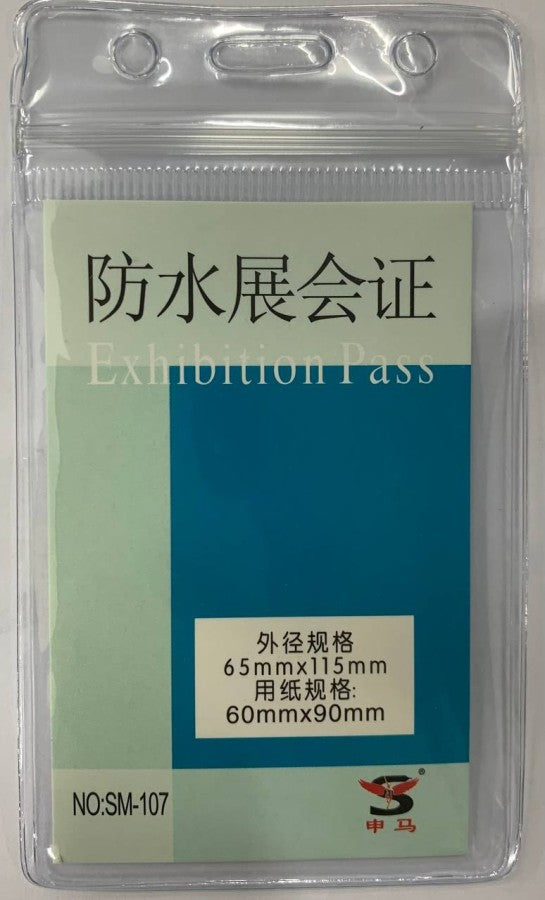 防水展会证
Exhibition Pass
外径规格
65mmx115mm
用纸规格:
60mmx90mm
NO:SM-107
S®
申马